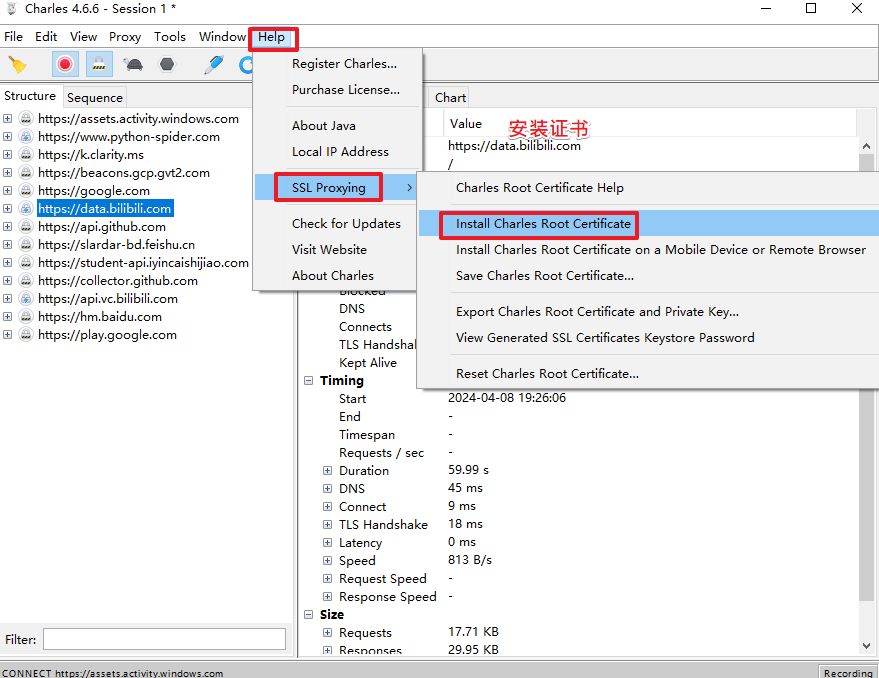 Charles 4.6.6 - Session 1 *
File Edit View Proxy Tools Window Help
Structure Sequence
https://assets.activity.windows.com
https://www.python-spider.com
https://k.clarity.ms
https://beacons.gcp.gvt2.com
https://google.com
https://data.bilibili.com
https://api.github.com
https://slardar-bd.feishu.cn
https://student-api.iyincaishijiao.com
https://collector.github.com
https://api.vc.bilibili.com
https://hm.baidu.com
https://play.google.com
Filter:
Register Charles...
Purchase License...
About Java
Local IP Address
SSL Proxying
Check for Updates
Visit Website
About Charles
Chart
Value
安装证书
https://data.bilibili.com
/
Charles Root Certificate Help
Install Charles Root Certificate
Install Charles Root Certificate on a Mobile Device or Remote Browser
Save Charles Root Certificate...
Export Charles Root Certificate and Private Key...
View Generated SSL Certificates Keystore Password
Reset Charles Root Certificate...
Blocked
DNS
Connects
TLS Handshal
Kept Alive
Timing
Start 2024-04-08 19:26:06
End -
Timespan -
Requests / sec -
Duration 59.99 s
DNS 45 ms
Connect 9 ms
TLS Handshake 18 ms
Latency 0 ms
Speed 813 B/s
Request Speed -
Response Speed -
Size
Requests 17.71 KB
Responses 29.95 KB
CONNECT https://assets.activity.windows.com
Recording